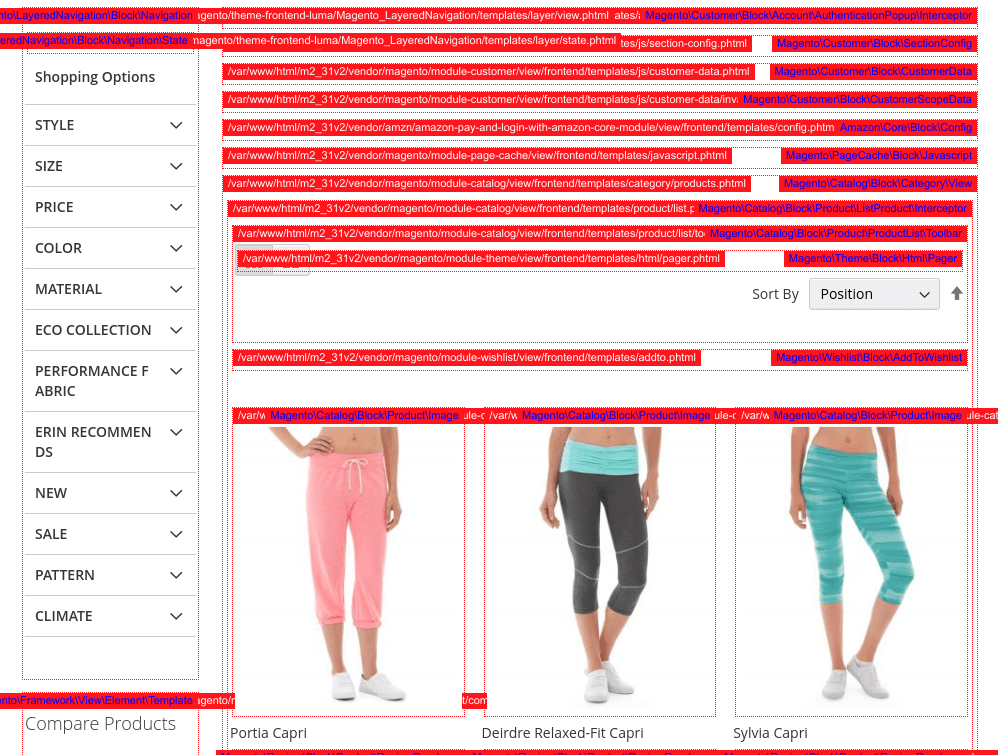 nto\LayeredNavigation\Block\Navigation agento/theme-frontend-luma/Magento_LayeredNavigation/templates/layer/view.phtml ates/a Magento\Customer\Block\Account\AuthenticationPopup\Interceptor
eredNavigation\Block\Navigation\State nagento/theme-frontend-luma/Magento_LayeredNavigation/templates/layer/state.phtml tes/js/section-config.phtml Magento\Customer\Block\SectionConfig
Shopping Options
STYLE
SIZE
PRICE
COLOR
MATERIAL
ECO COLLECTION
PERFORMANCE F
ABRIC
ERIN RECOMMEN
DS
NEW
SALE
PATTERN
CLIMATE
nto\Framework\View\Element\Template
Compare Products
/var/www/html/m2_31v2/vendor/magento/module-customer/view/frontend/templates/js/customer-data.phtml Magento\Customer\Block\CustomerData
/var/www/html/m2_31v2/vendor/magento/module-customer/view/frontend/templates/js/customer-data/inva Magento\Customer\Block\CustomerScopeData
/var/www/html/m2_31v2/vendor/amzn/amazon-pay-and-login-with-amazon-core-module/view/frontend/templates/config.phtm Amazon\Core\Block\Config
/var/www/html/m2_31v2/vendor/magento/module-page-cache/view/frontend/templates/javascript.phtml Magento\PageCache\Block\Javascript
/var/www/html/m2_31v2/vendor/magento/module-catalog/view/frontend/templates/category/products.phtml Magento\Catalog\Block\Category\View
/var/www/html/m2_31v2/vendor/magento/module-catalog/view/frontend/templates/product/list.p Magento\Catalog\Block\Product\ListProduct\Interceptor
/var/www/html/m2_31v2/vendor/magento/module-catalog/view/frontend/templates/product/list/to Magento\Catalog\Block\Product\ProductList\Toolbar
/var/www/html/m2_31v2/vendor/magento/module-theme/view/frontend/templates/html/pager.phtml Magento\Theme\Block\Html\Pager
Sort By Position
/var/www/html/m2_31v2/vendor/magento/module-wishlist/view/frontend/templates/addto.phtml Magento\Wishlist\Block\AddToWishlist
/var/w Magento\Catalog\Block\Product\Image ule-c /var/w Magento\Catalog\Block\Product\Image ule-c /var/w Magento\Catalog\Block\Product\Image ule-cat
Portia Capri
Deirdre Relaxed-Fit Capri
Sylvia Capri